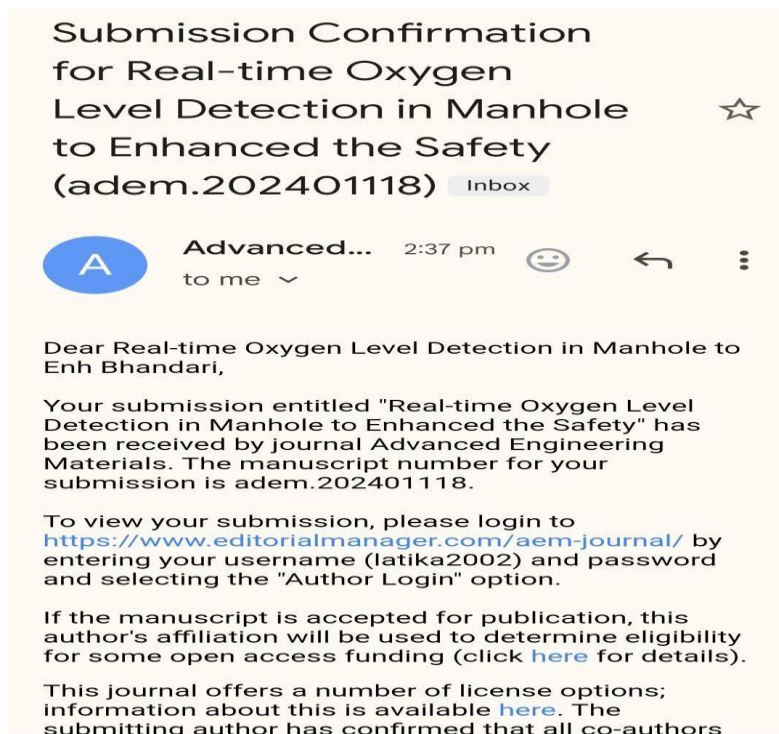 Submission Confirmation
for Real-time Oxygen
Level Detection in Manhole
to Enhanced the Safety
(adem.202401118) Inbox
A
Advanced... 2:37 pm
to me
Dear Real-time Oxygen Level Detection in Manhole to
Enh Bhandari,
Your submission entitled "Real-time Oxygen Level
Detection in Manhole to Enhanced the Safety" has
been received by journal Advanced Engineering
Materials. The manuscript number for your
submission is adem.202401118.
To view your submission, please login to
https://www.editorialmanager.com/aem-journal/ by
entering your username (latika2002) and password
and selecting the "Author Login" option.
If the manuscript is accepted for publication, this
author's affiliation will be used to determine eligibility
for some open access funding (click here for details).
This journal offers a number of license options;
information about this is available here. The
submitting author has confirmed that all co-authors